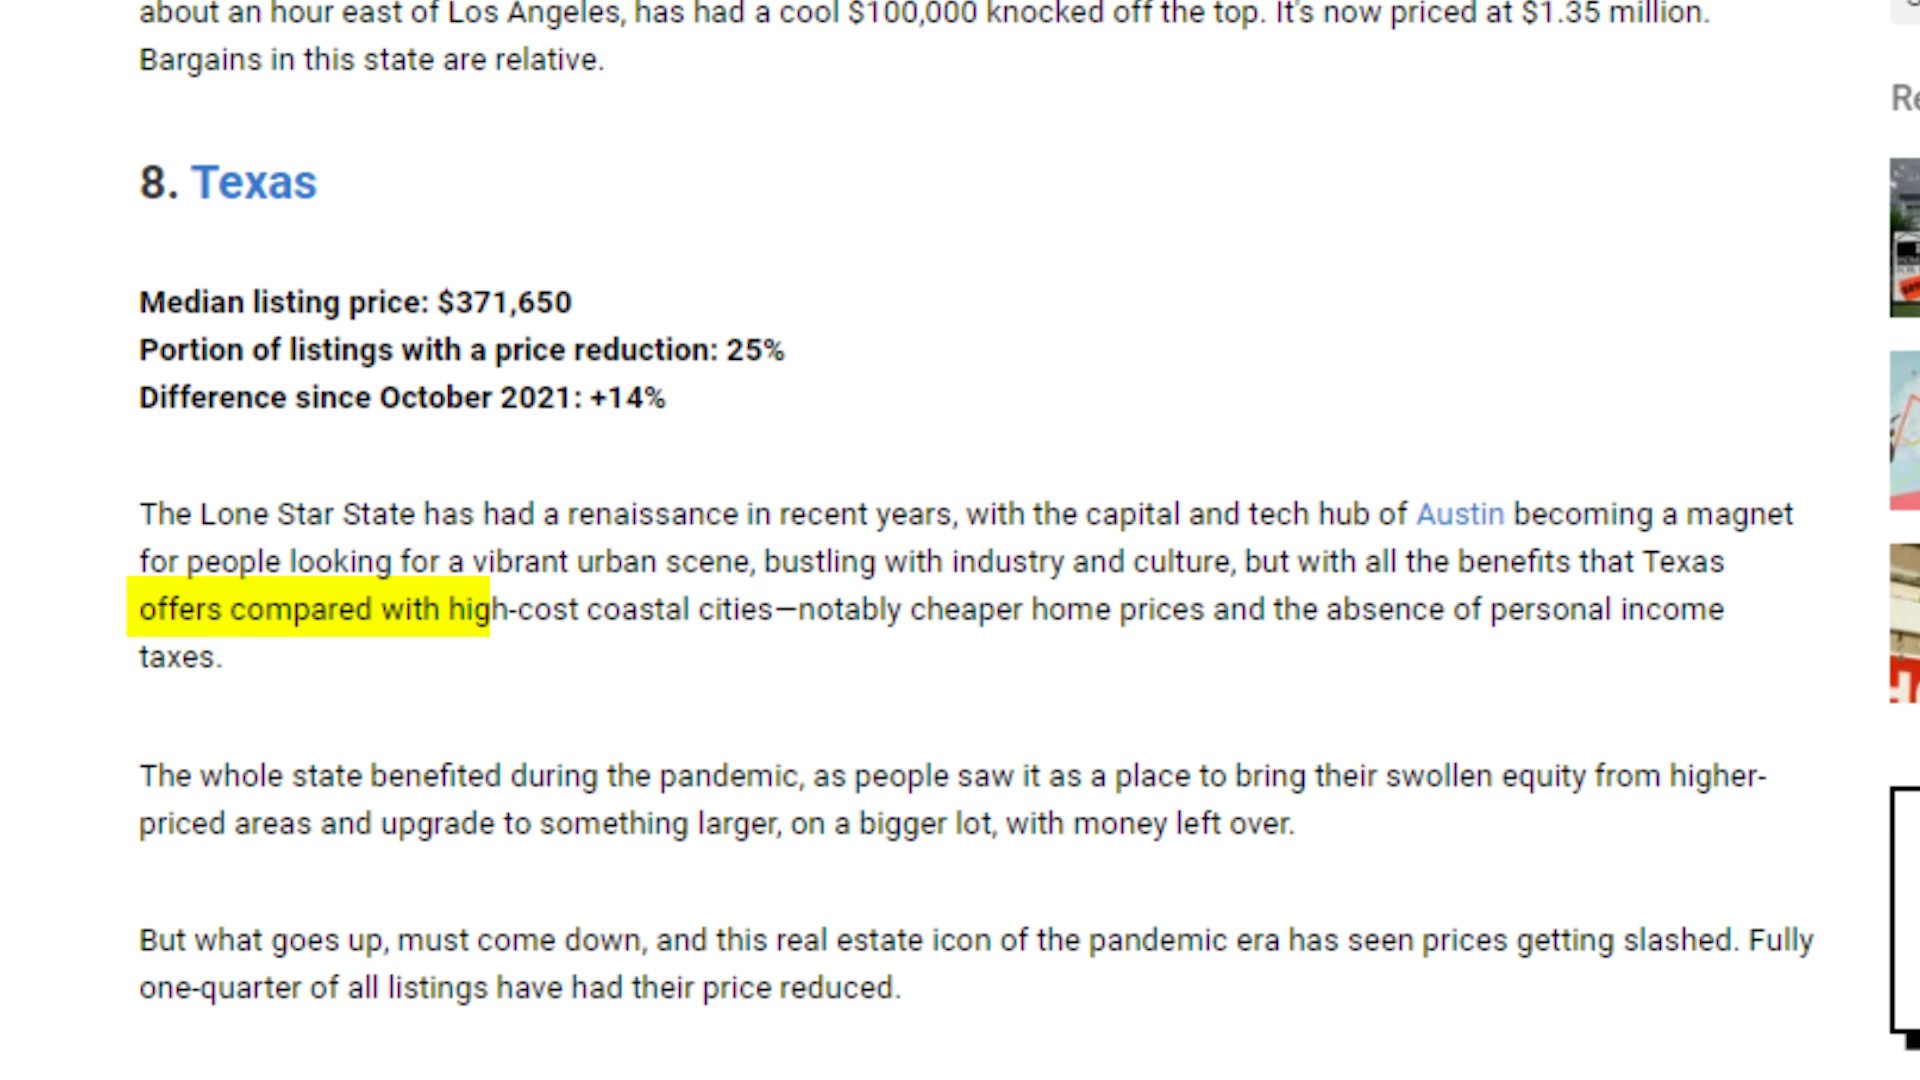 about an hour east of Los Angeles, has had a cool $100,000 knocked off the top. It's now priced at $1.35 million.
Bargains in this state are relative.
8. Texas
Median listing price: $371,650
Portion of listings with a price reduction: 25%
Difference since October 2021: +14%
The Lone Star State has had a renaissance in recent years, with the capital and tech hub of Austin becoming a magnet
for people looking for a vibrant urban scene, bustling with industry and culture, but with all the benefits that Texas
offers compared with high-cost coastal cities—notably cheaper home prices and the absence of personal income
taxes.
The whole state benefited during the pandemic, as people saw it as a place to bring their swollen equity from higher-
priced areas and upgrade to something larger, on a bigger lot, with money left over.
But what goes up, must come down, and this real estate icon of the pandemic era has seen prices getting slashed. Fully
one-quarter of all listings have had their price reduced.
Re